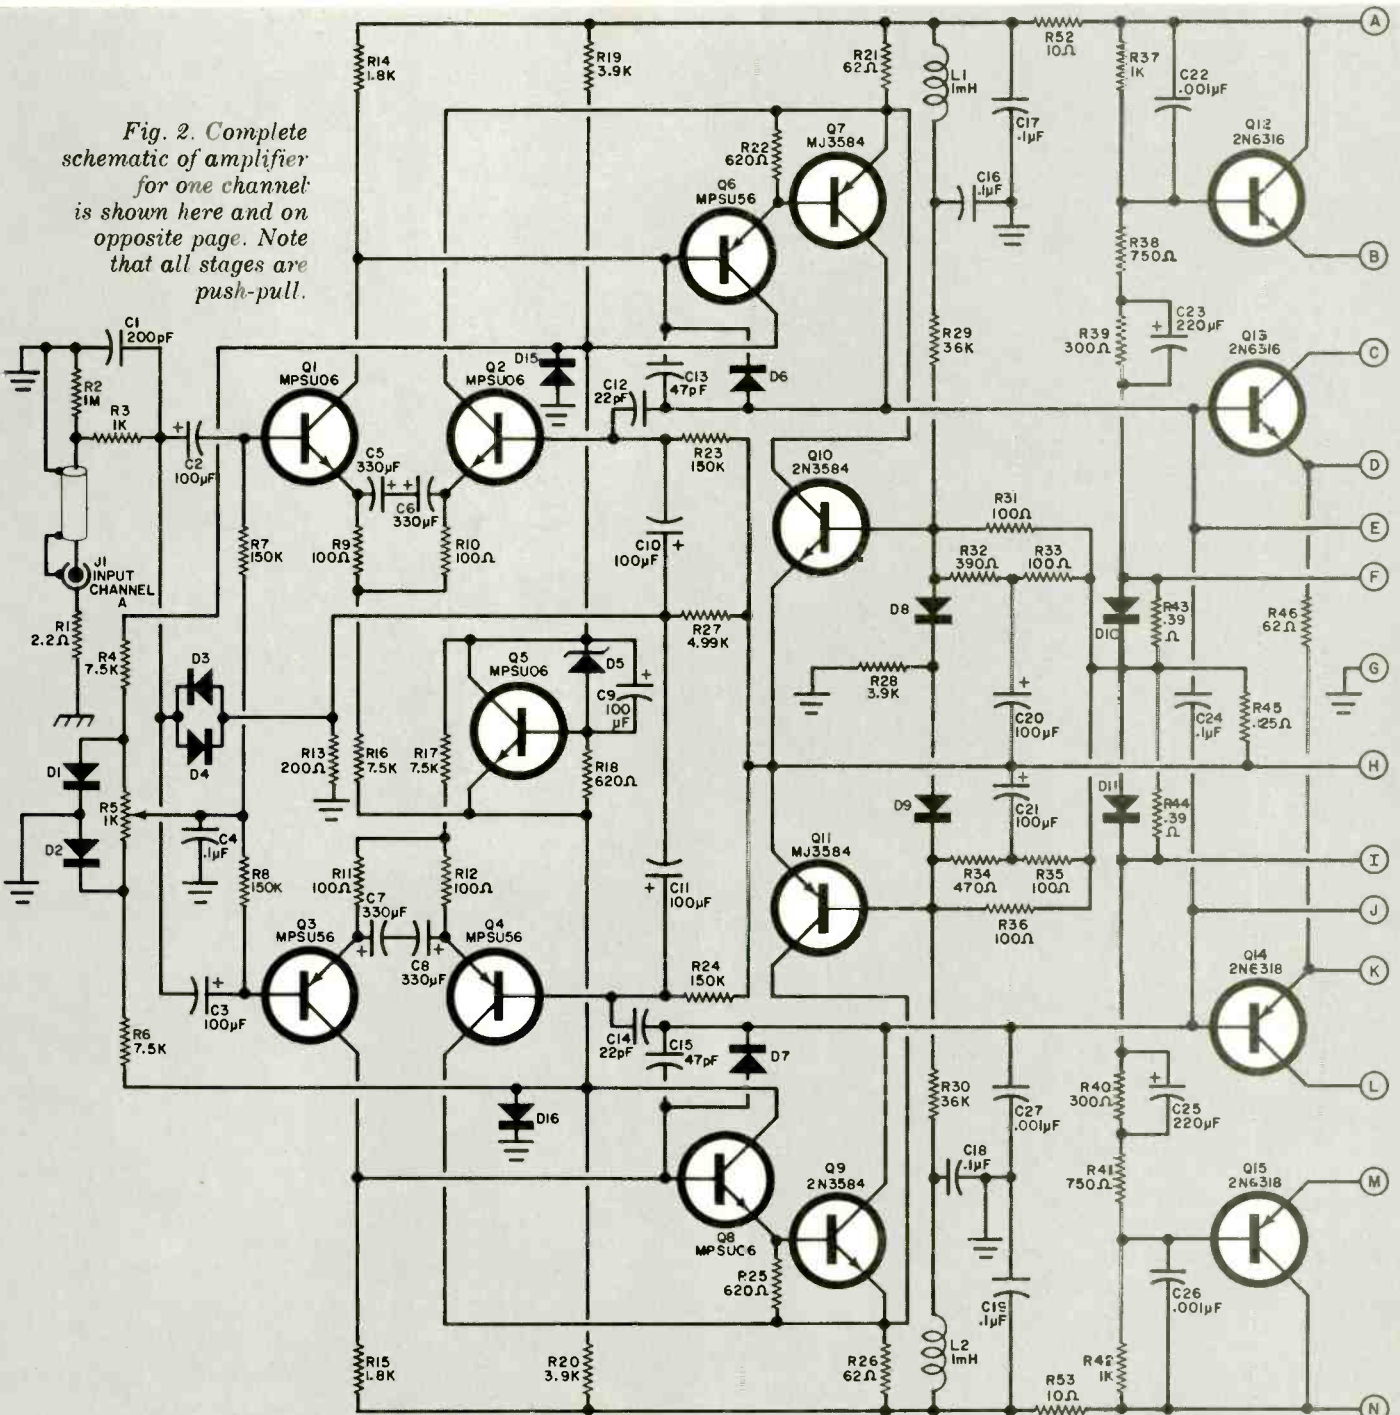 Fig. 2. Complete
schematic of amplifier
for one channel
is shown here and on
opposite page. Note
that all stages are
push-pull.
R14
1.8K
R19
3.9K
R21
62Ω
L1
1mH
C17
.1µF
R52
10Ω
R37
1K
C22
.001µF
Q12
2N6316
A
R22
620Ω
Q7
MJ3584
Q6
MPSU56
C16
.1µF
R38
750Ω
B
C1
200pF
R2
1M
R3
1K
C2
100µF
Q1
MPSU06
Q2
MPSU06
D15
C12
22pF
C13
47pF
D6
R29
36K
R39
300Ω
C23
220µF
Q13
2N6316
C
C5
330µF
C6
330µF
R23
150K
Q10
2N3584
D
R7
150K
R9
100Ω
R10
100Ω
C10
100µF
R31
100Ω
R32
390Ω
R33
100Ω
E
F
J1
INPUT
CHANNEL
A
R1
2.2Ω
R4
7.5K
R27
4.99K
D8
D10
R43
.39
Ω
R46
62Ω
D3
D4
Q5
MPSU06
D5
C9
100
µF
R28
3.9K
C20
100µF
C24
.1µF
R45
.125Ω
G
R13
200Ω
R16
7.5K
R17
7.5K
R18
620Ω
H
D1
R5
1K
D2
C4
.1µF
D9
C21
100µF
D11
R44
.39
Ω
R8
150K
R11
100Ω
R12
100Ω
C11
100µF
Q11
MJ3584
R34
470Ω
R35
100Ω
I
C7
330µF
C8
330µF
Q3
MPSU56
Q4
MPSU56
R36
100Ω
J
C3
100µF
R24
150K
Q14
2N6318
K
R6
7.5K
C14
22pF
C15
47pF
D7
D16
R30
36K
C27
.001µF
R40
300Ω
C25
220µF
L
C18
.1µF
R41
750Ω
Q15
2N6318
M
Q8
MPSUC6
Q9
2N3584
R25
620Ω
C19
.1µF
C26
.001µF
R15
1.8K
R20
3.9K
R26
62Ω
L2
1mH
R53
10Ω
R42
1K
N